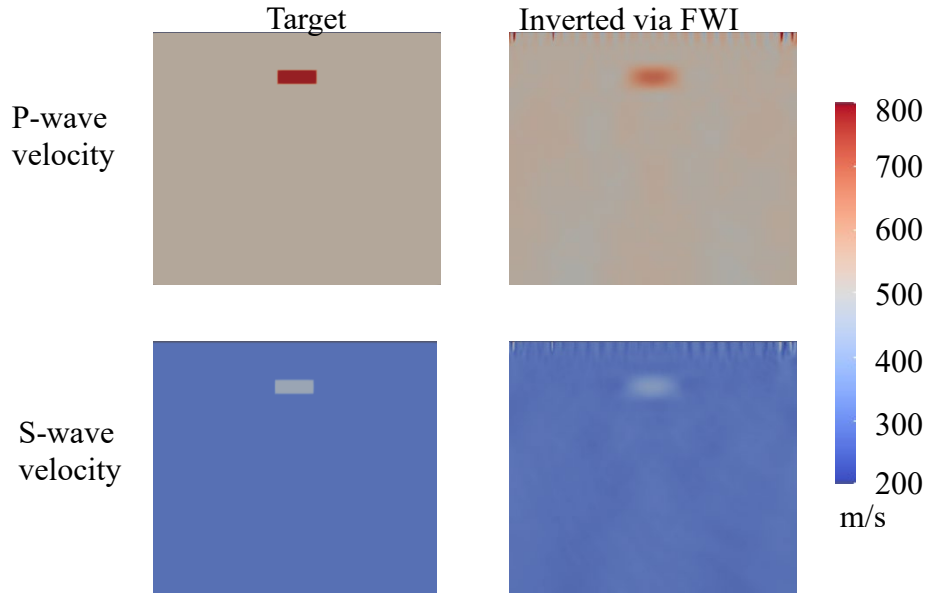 Target
Inverted via FWI
P-wave
velocity
S-wave
velocity
800
700
600
500
400
300
200
m/s